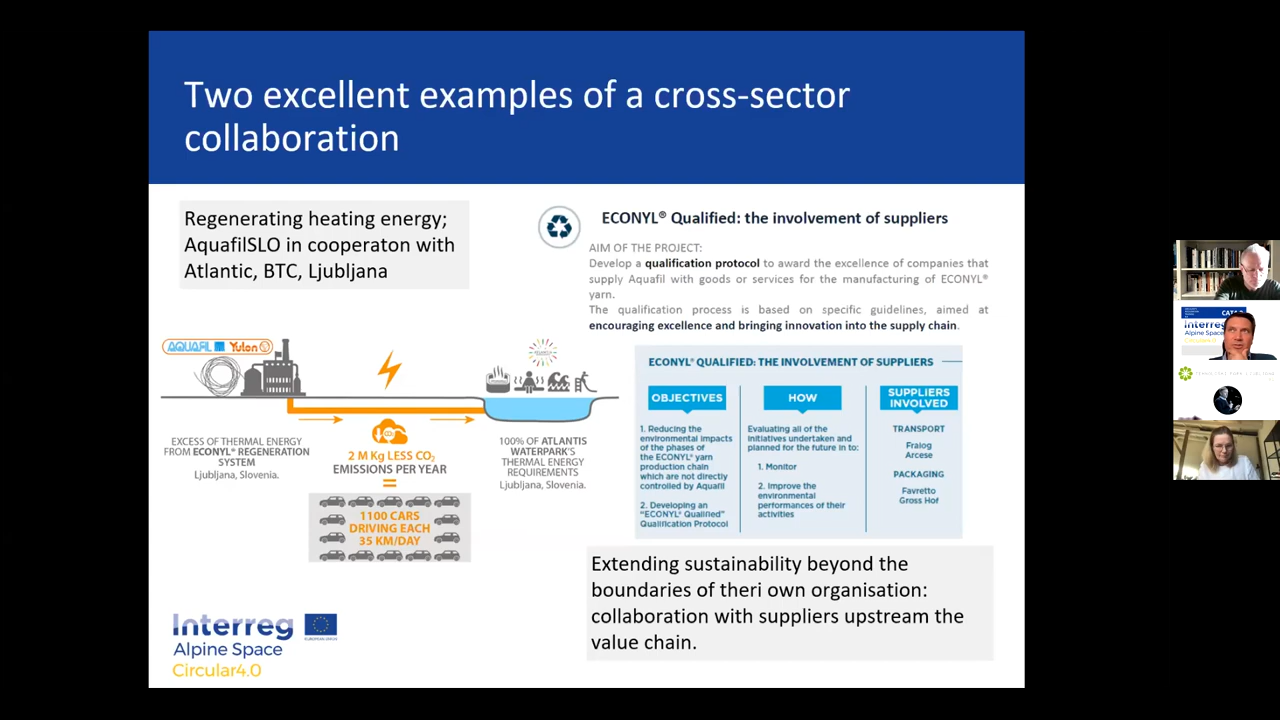 Two excellent examples of a cross-sector
collaboration
Regenerating heating energy;
AquafilSLO in cooperaton with
Atlantic, BTC, Ljubljana
ECONYL® Qualified: the involvement of suppliers
AIM OF THE PROJECT:
Develop a qualification protocol to award the excellence of companies that
supply Aquafil with goods or services for the manufacturing of ECONYL®
yarn.
The qualification process is based on specific guidelines, aimed at
encouraging excellence and bringing innovation into the supply chain.
AQUAFIL Yulon
EXCESS OF THERMAL ENERGY
FROM ECONYL® REGENERATION
SYSTEM
Ljubljana, Slovenia.
CO2
2 M Kg LESS CO2
EMISSIONS PER YEAR
=
1100 CARS
DRIVING EACH
35 KM/DAY
ATLANTIS
100% OF ATLANTIS
WATERPARK'S
THERMAL ENERGY
REQUIREMENTS
Ljubljana, Slovenia.
ECONYL® QUALIFIED: THE INVOLVEMENT OF SUPPLIERS
OBJECTIVES
1. Reducing the
environmental impacts
of the phases of
the ECONYL® yarn
production chain
which are not directly
controlled by Aquafil
2. Developing an
"ECONYL® Qualified"
Qualification Protocol
HOW
Evaluating all of the
initiatives undertaken and
planned for the future in to:
1. Monitor
2. Improve the
environmental
performances of their
activities
SUPPLIERS
INVOLVED
TRANSPORT
Fralog
Arcese
PACKAGING
Favretto
Gross Hof
Extending sustainability beyond the
boundaries of theri own organisation:
collaboration with suppliers upstream the
value chain.
Interreg
EUROPEAN UNION
Alpine Space
Circular4.0
Interreg
Alpine Space